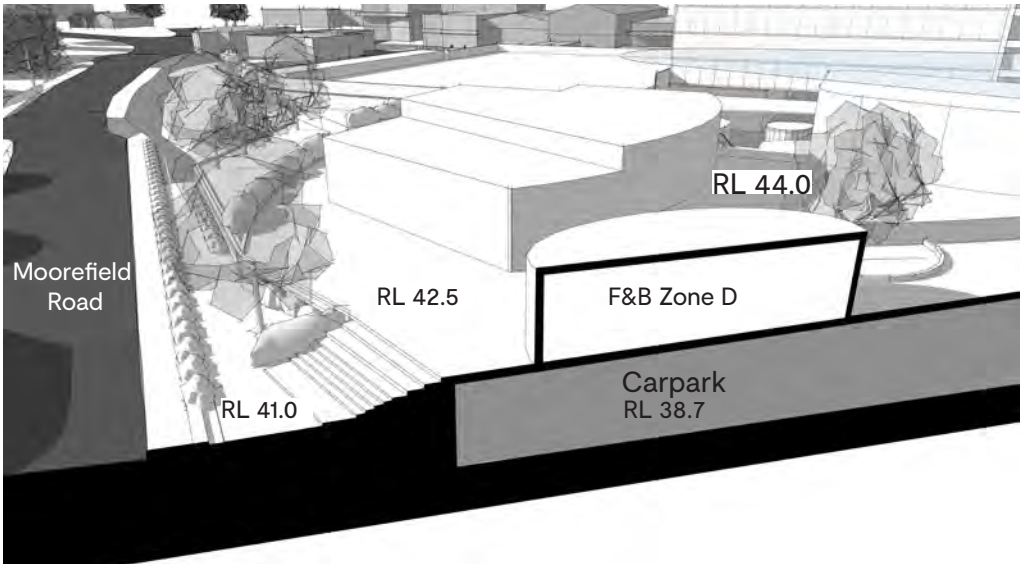 RL 44.0
Moorefield
Road
RL 42.5
F&B Zone D
Carpark
RL 38.7
RL 41.0